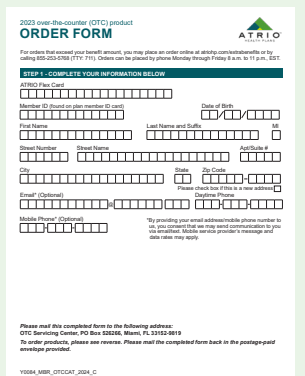 2023 over-the-counter (OTC) product
ORDER FORM
ATRIO
HEALTH PLANS
For orders that exceed your benefit amount, you may place an order online at atriohp.com/extrabenefits or by
calling 855-253-5768 (TTY: 711). Orders can be placed by phone Monday through Friday 8 a.m. to 11 p.m., EST.
STEP 1 - COMPLETE YOUR INFORMATION BELOW
ATRIO Flex Card
Member ID (found on plan member ID card) Date of Birth
/ /
First Name Last Name and Suffix MI
Street Number Street Name Apt/Suite #
City State Zip Code
-
Please check box if this is a new address
Email* (Optional) Daytime Phone
@ . - -
Mobile Phone* (Optional)
- -
*By providing your email address/mobile phone number to
us, you consent that we may send communication to you
via email/text. Mobile service provider's message and
data rates may apply.
Please mail this completed form to the following address:
OTC Servicing Center, PO Box 526266, Miami, FL 33152-9819
To order products, please see reverse. Please mail the completed form back in the postage-paid
envelope provided.
Y0084_MBR_OTCCAT_2024_C